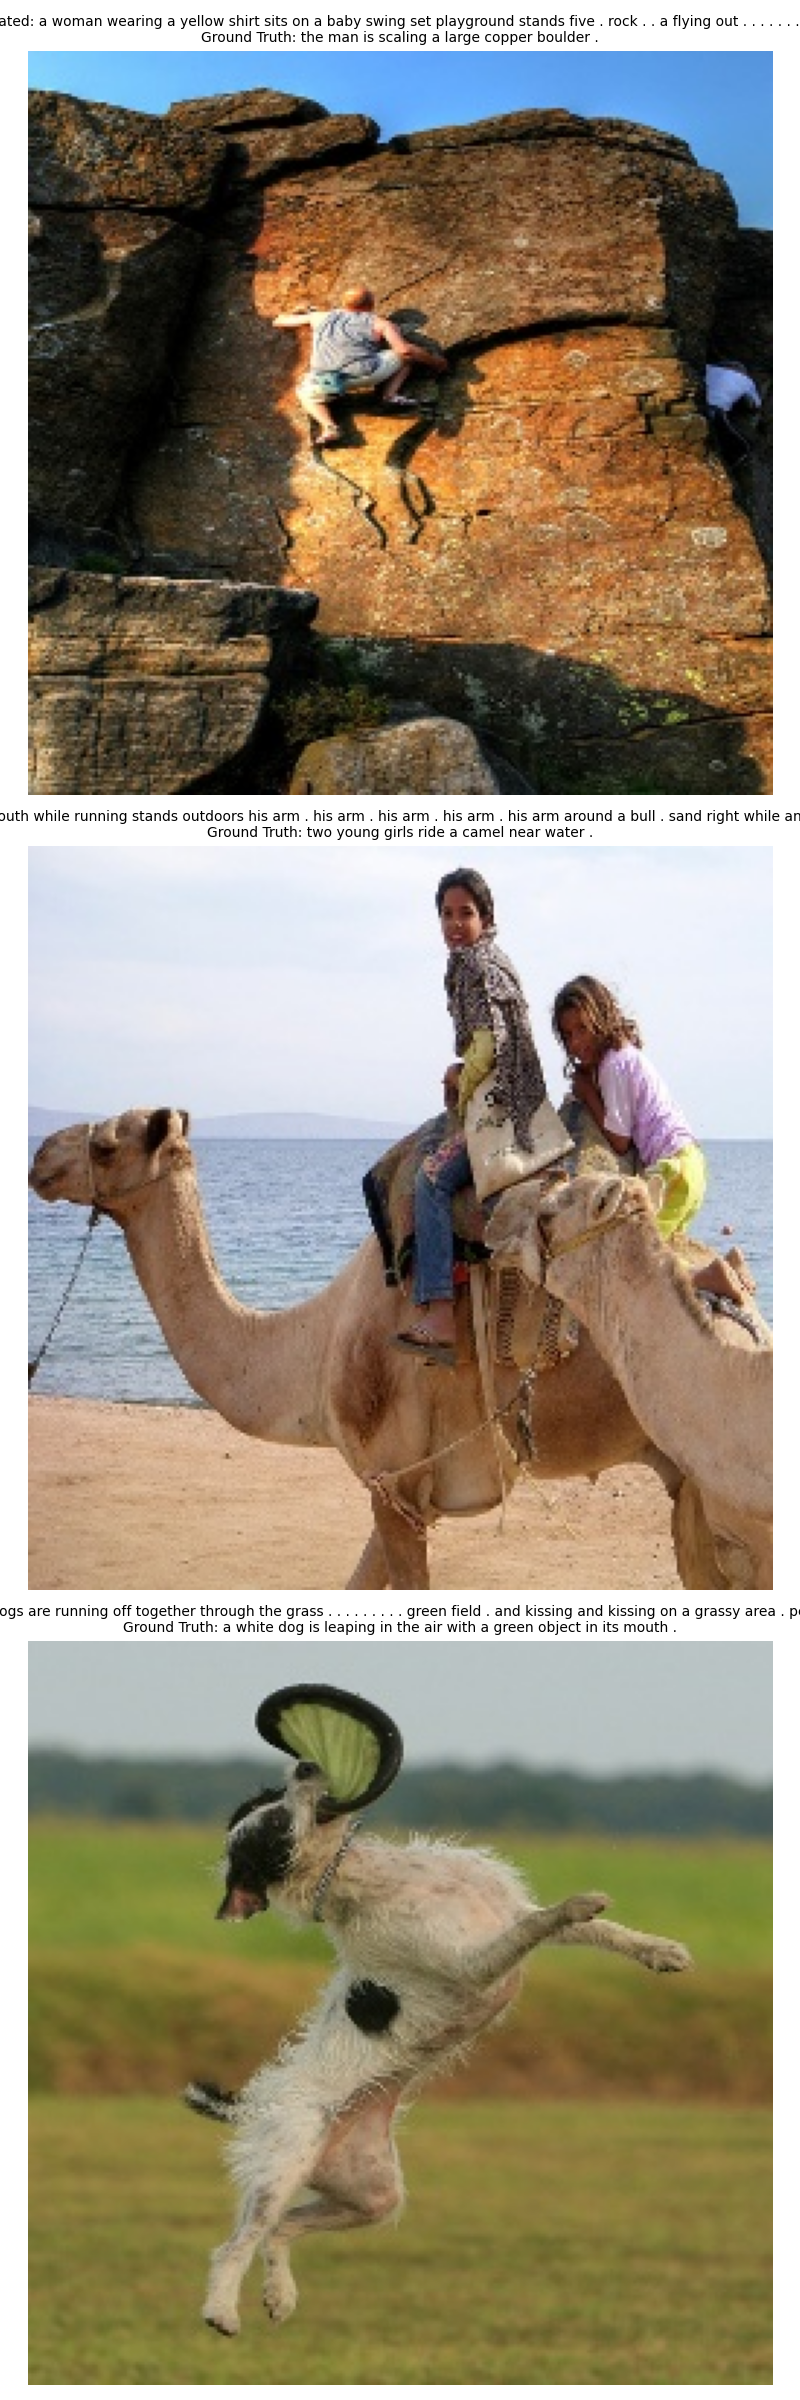 a woman wearing a yellow shirt sits on a baby swing set playground stands five . rock . . a flying out . . . . . . .
Ground Truth: the man is scaling a large copper boulder .
while running stands outdoors his arm . his arm . his arm . his arm . his arm around a bull . sand right while
Ground Truth: two young girls ride a camel near water .
are running off together through the grass . . . . . . . . . green field . and kissing and kissing on a grassy area .
Ground Truth: a white dog is leaping in the air with a green object in its mouth .